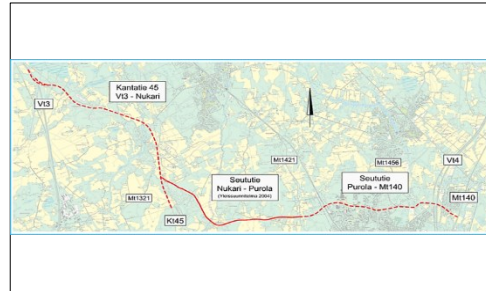 Kantatie 45
Vt3 - Nukari
Vt3
Mt1421
Mt1456
Vt4
Seututie
Nukari - Purola
Seututie
Purola - Mt140
Mt1321
Kt45
Mt140